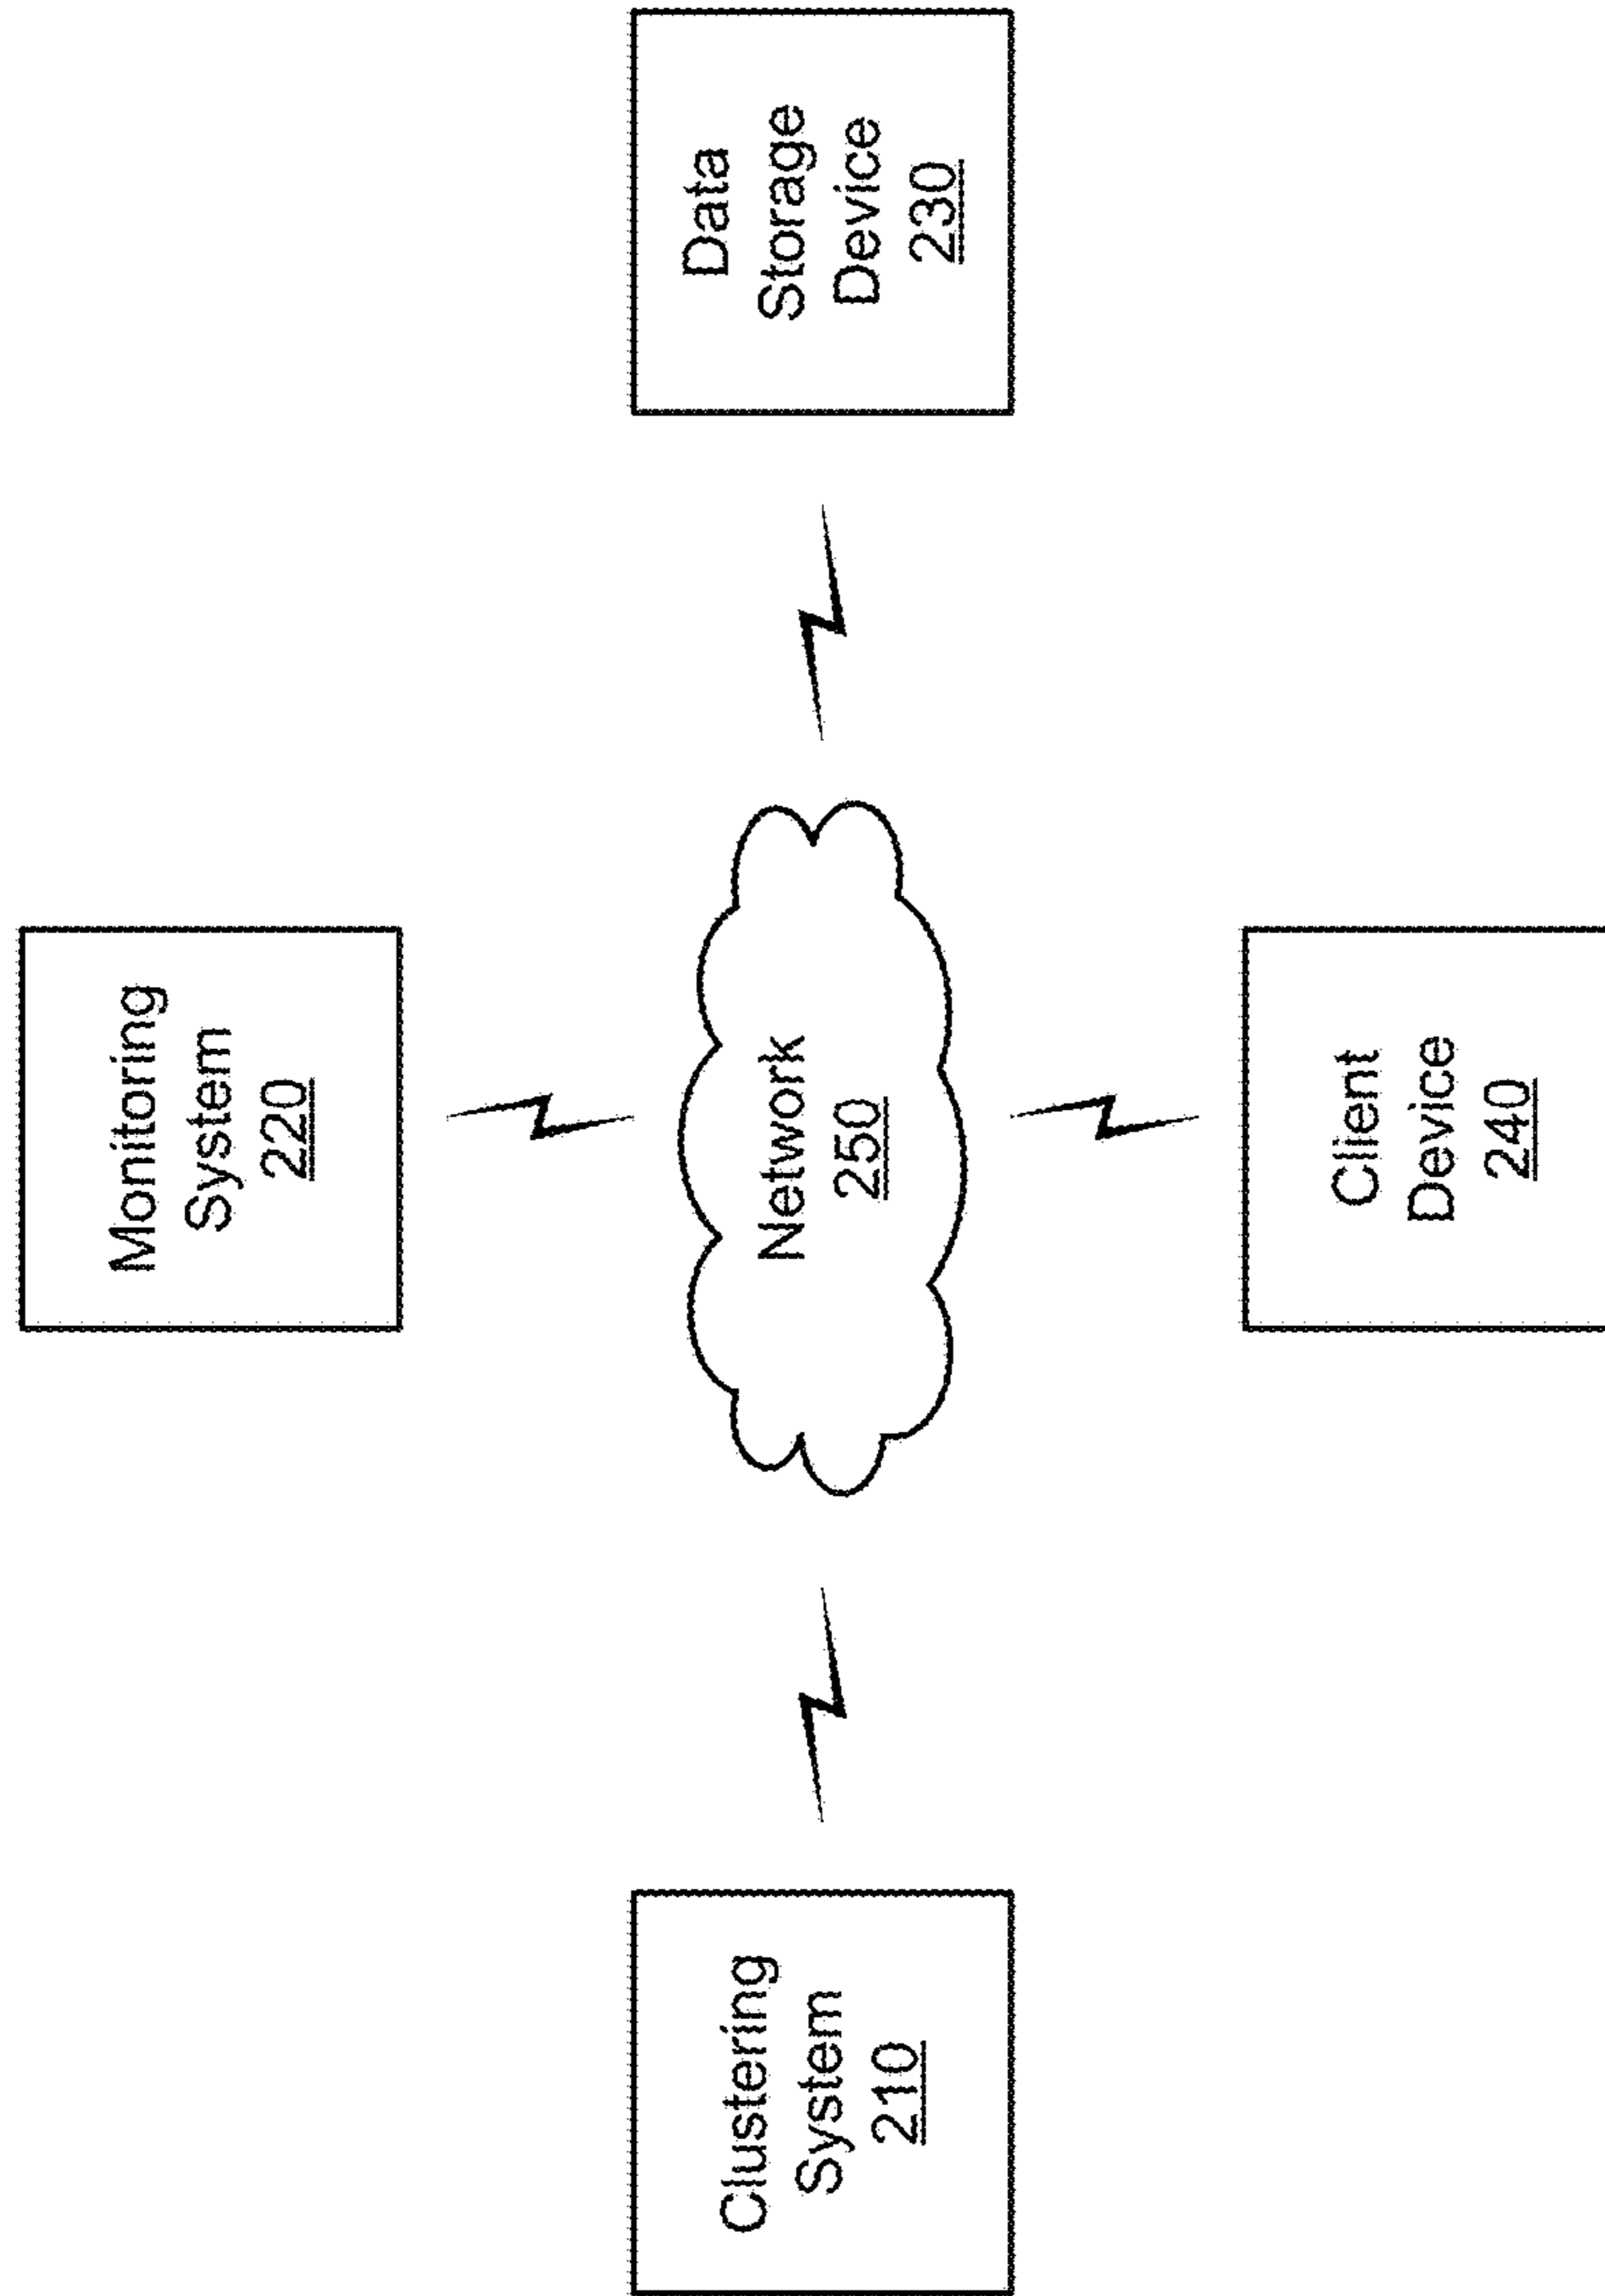 Monitoring
System
220
Clustering
System
210
Network
250
Data
Storage
Device
230
Client
Device
240